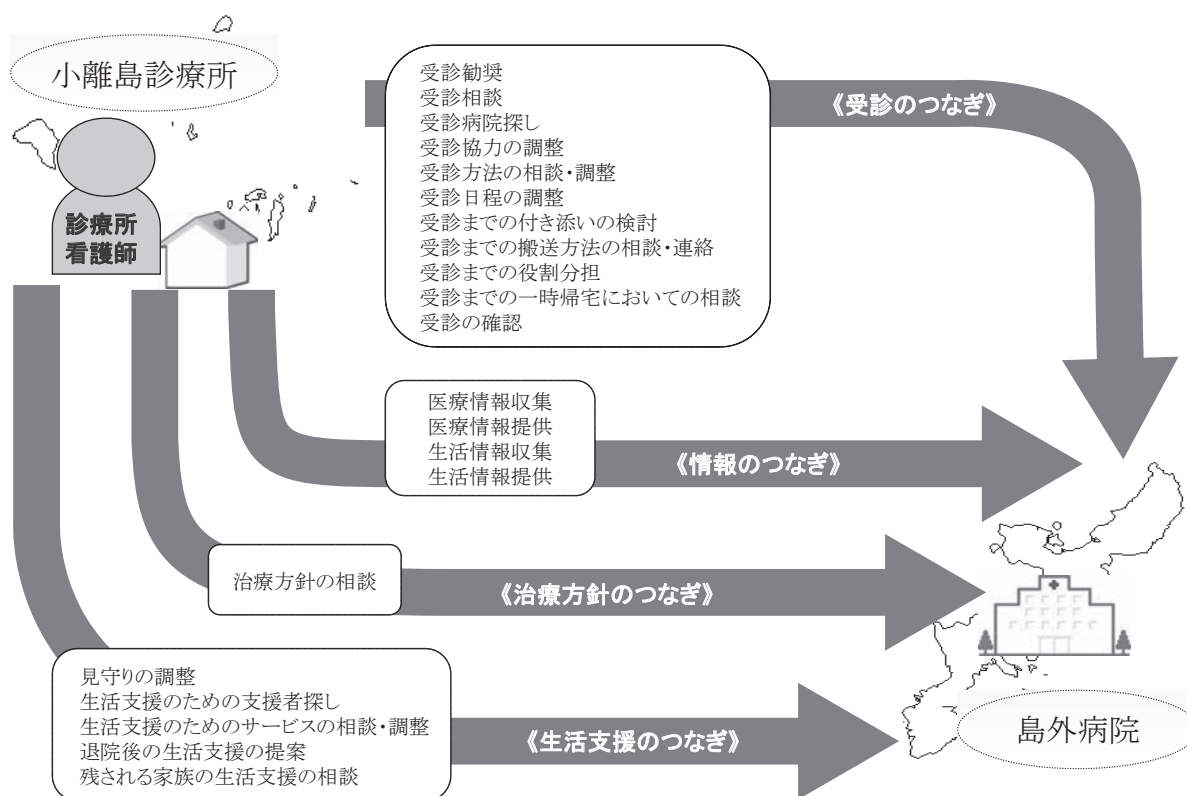 小離島診療所
診療所
看護師
受診勧奨
受診相談
受診病院探し
受診協力の調整
受診方法の相談・調整
受診日程の調整
受診までの付き添いの検討
受診までの搬送方法の相談・連絡
受診までの役割分担
受診までの一時帰宅においての相談
受診の確認
《受診のつなぎ》
医療情報収集
医療情報提供
生活情報収集
生活情報提供
《情報のつなぎ》
治療方針の相談
《治療方針のつなぎ》
見守りの調整
生活支援のための支援者探し
生活支援のためのサービスの相談・調整
退院後の生活支援の提案
残される家族の生活支援の相談
《生活支援のつなぎ》
島外病院